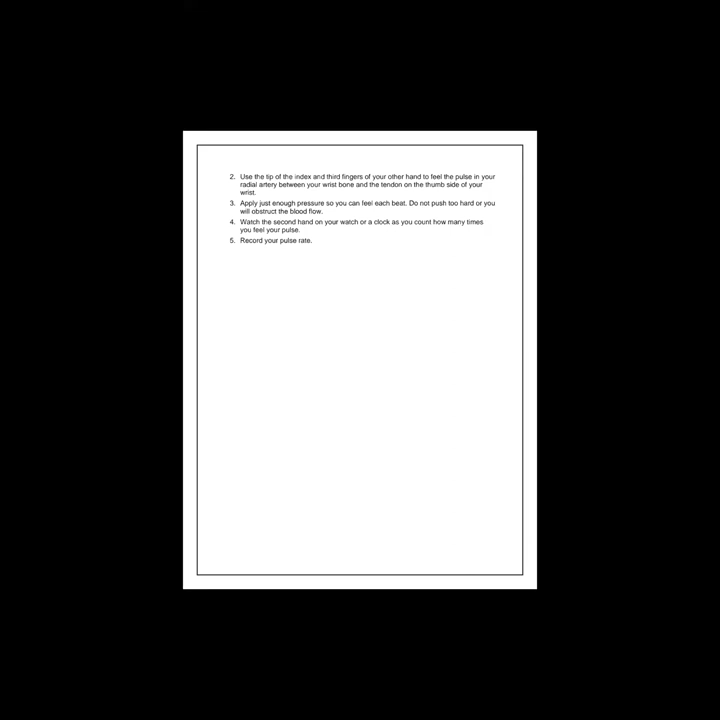 2. Use the tip of the index and third fingers of your other hand to feel the pulse in your
radial artery between your wrist bone and the tendon on the thumb side of your
wrist.
3. Apply just enough pressure so you can feel each beat. Do not push too hard or you
will obstruct the blood flow.
4. Watch the second hand on your watch or a clock as you count how many times
you feel your pulse.
5. Record your pulse rate.